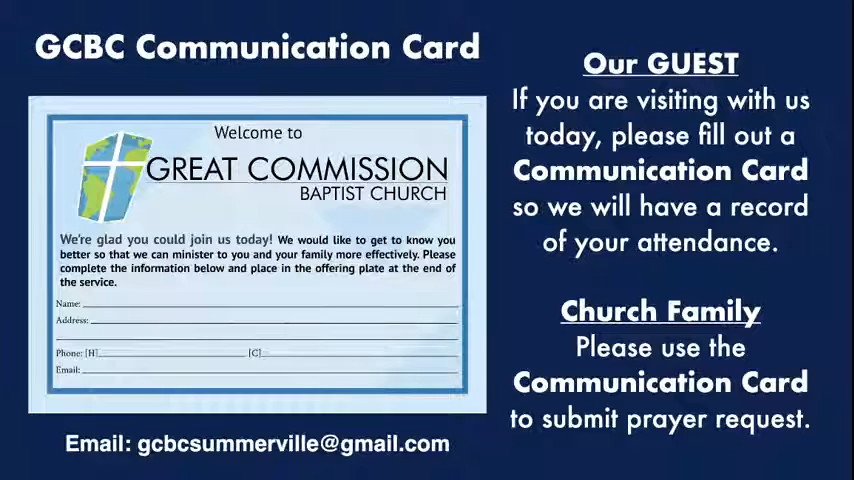 GCBC Communication Card
Welcome to
GREAT COMMISSION
BAPTIST CHURCH
We're glad you could join us today! We would like to get to know you
better so that we can minister to you and your family more effectively. Please
complete the information below and place in the offering plate at the end of
the service.
Name:
Address:
Phone: [H] [C]
Email:
Email: gcbcsummerville@gmail.com
Our GUEST
If you are visiting with us
today, please fill out a
Communication Card
so we will have a record
of your attendance.
Church Family
Please use the
Communication Card
to submit prayer request.